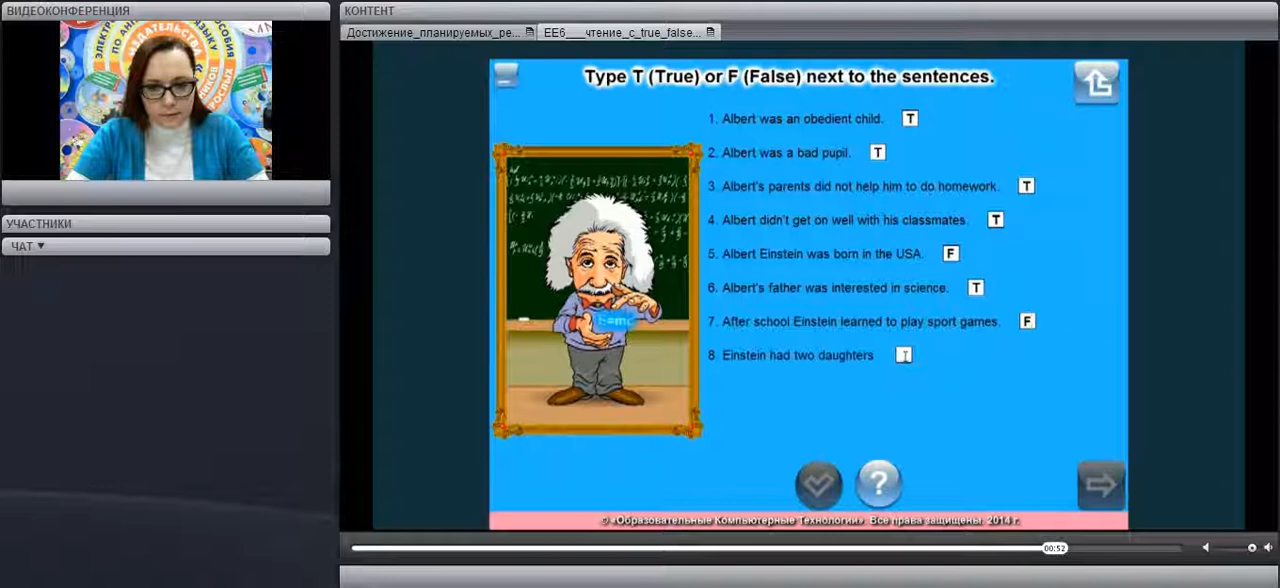 ВИДЕОКОНФЕРЕНЦИЯ
КОНТЕНТ
Достижение_планируемых_ре...
EE6___чтение_с_true_false...
ИЗДАТЕЛЬСТВА
УЧАСТНИКИ
ЧАТ ▼
Type T (True) or F (False) next to the sentences.
1. Albert was an obedient child. T
2. Albert was a bad pupil. T
3. Albert's parents did not help him to do homework. T
4. Albert didn't get on well with his classmates. T
5. Albert Einstein was born in the USA. F
6. Albert's father was interested in science. T
7. After school Einstein learned to play sport games. F
8. Einstein had two daughters
E=mc
?
© «Образовательные Компьютерные Технологии». Все права защищены, 2014 г.
00:52